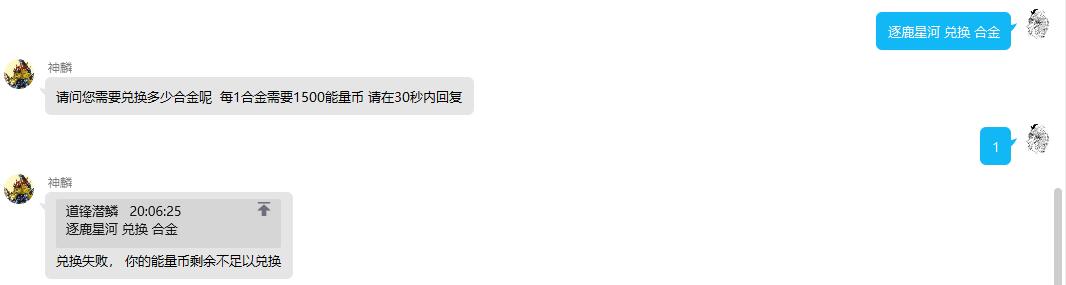 逐鹿星河 兑换 合金
神麟
请问您需要兑换多少合金呢 每1合金需要1500能量币 请在30秒内回复
1
神麟
道锋潜鳞 20:06:25
逐鹿星河 兑换 合金
兑换失败， 你的能量币剩余不足以兑换